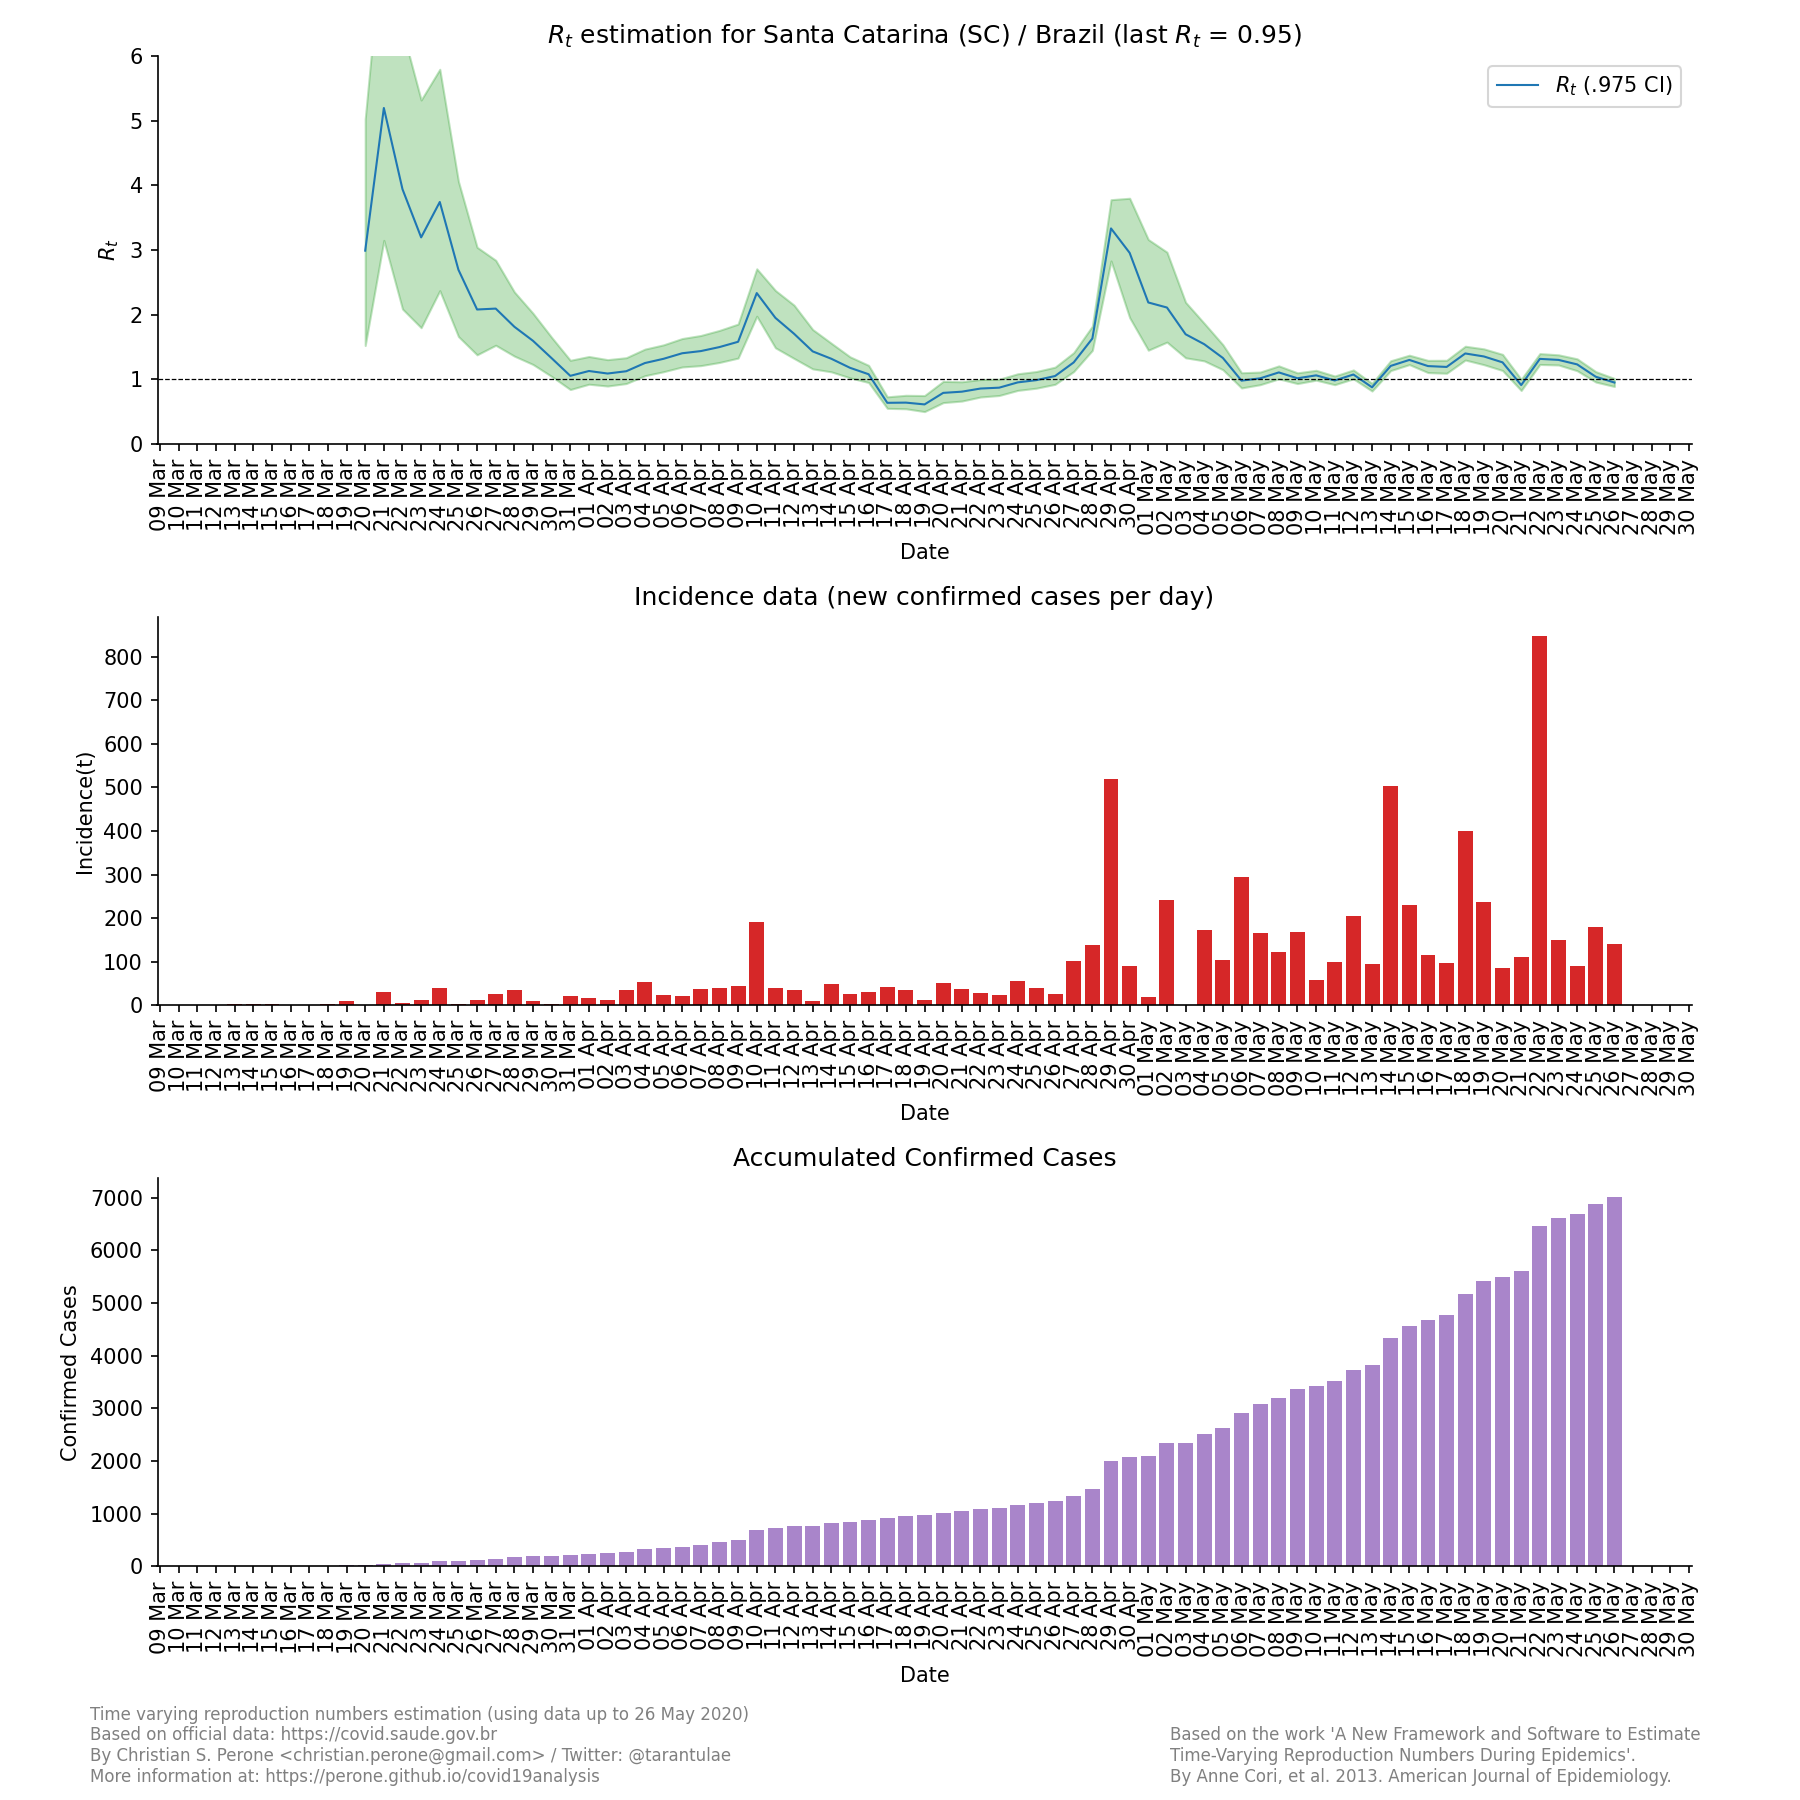 R_t estimation for Santa Catarina (SC) / Brazil (last R_t = 0.95)
R_t (.975 CI)
R_t
6
5
4
3
2
1
0
09 Mar 10 Mar 11 Mar 12 Mar 13 Mar 14 Mar 15 Mar 16 Mar 17 Mar 18 Mar 19 Mar 20 Mar 21 Mar 22 Mar 23 Mar 24 Mar 25 Mar 26 Mar 27 Mar 28 Mar 29 Mar 30 Mar 31 Mar 01 Apr 02 Apr 03 Apr 04 Apr 05 Apr 06 Apr 07 Apr 08 Apr 09 Apr 10 Apr 11 Apr 12 Apr 13 Apr 14 Apr 15 Apr 16 Apr 17 Apr 18 Apr 19 Apr 20 Apr 21 Apr 22 Apr 23 Apr 24 Apr 25 Apr 26 Apr 27 Apr 28 Apr 29 Apr 30 Apr 01 May 02 May 03 May 04 May 05 May 06 May 07 May 08 May 09 May 10 May 11 May 12 May 13 May 14 May 15 May 16 May 17 May 18 May 19 May 20 May 21 May 22 May 23 May 24 May 25 May 26 May 27 May 28 May 29 May 30 May
Date
Incidence data (new confirmed cases per day)
Incidence(t)
800
700
600
500
400
300
200
100
0
09 Mar 10 Mar 11 Mar 12 Mar 13 Mar 14 Mar 15 Mar 16 Mar 17 Mar 18 Mar 19 Mar 20 Mar 21 Mar 22 Mar 23 Mar 24 Mar 25 Mar 26 Mar 27 Mar 28 Mar 29 Mar 30 Mar 31 Mar 01 Apr 02 Apr 03 Apr 04 Apr 05 Apr 06 Apr 07 Apr 08 Apr 09 Apr 10 Apr 11 Apr 12 Apr 13 Apr 14 Apr 15 Apr 16 Apr 17 Apr 18 Apr 19 Apr 20 Apr 21 Apr 22 Apr 23 Apr 24 Apr 25 Apr 26 Apr 27 Apr 28 Apr 29 Apr 30 Apr 01 May 02 May 03 May 04 May 05 May 06 May 07 May 08 May 09 May 10 May 11 May 12 May 13 May 14 May 15 May 16 May 17 May 18 May 19 May 20 May 21 May 22 May 23 May 24 May 25 May 26 May 27 May 28 May 29 May 30 May
Date
Accumulated Confirmed Cases
Confirmed Cases
7000
6000
5000
4000
3000
2000
1000
0
09 Mar 10 Mar 11 Mar 12 Mar 13 Mar 14 Mar 15 Mar 16 Mar 17 Mar 18 Mar 19 Mar 20 Mar 21 Mar 22 Mar 23 Mar 24 Mar 25 Mar 26 Mar 27 Mar 28 Mar 29 Mar 30 Mar 31 Mar 01 Apr 02 Apr 03 Apr 04 Apr 05 Apr 06 Apr 07 Apr 08 Apr 09 Apr 10 Apr 11 Apr 12 Apr 13 Apr 14 Apr 15 Apr 16 Apr 17 Apr 18 Apr 19 Apr 20 Apr 21 Apr 22 Apr 23 Apr 24 Apr 25 Apr 26 Apr 27 Apr 28 Apr 29 Apr 30 Apr 01 May 02 May 03 May 04 May 05 May 06 May 07 May 08 May 09 May 10 May 11 May 12 May 13 May 14 May 15 May 16 May 17 May 18 May 19 May 20 May 21 May 22 May 23 May 24 May 25 May 26 May 27 May 28 May 29 May 30 May
Date
Time varying reproduction numbers estimation (using data up to 26 May 2020)
Based on official data: https://covid.saude.gov.br
By Christian S. Perone <christian.perone@gmail.com> / Twitter: @tarantulae
More information at: https://perone.github.io/covid19analysis
Based on the work 'A New Framework and Software to Estimate
Time-Varying Reproduction Numbers During Epidemics'.
By Anne Cori, et al. 2013. American Journal of Epidemiology.